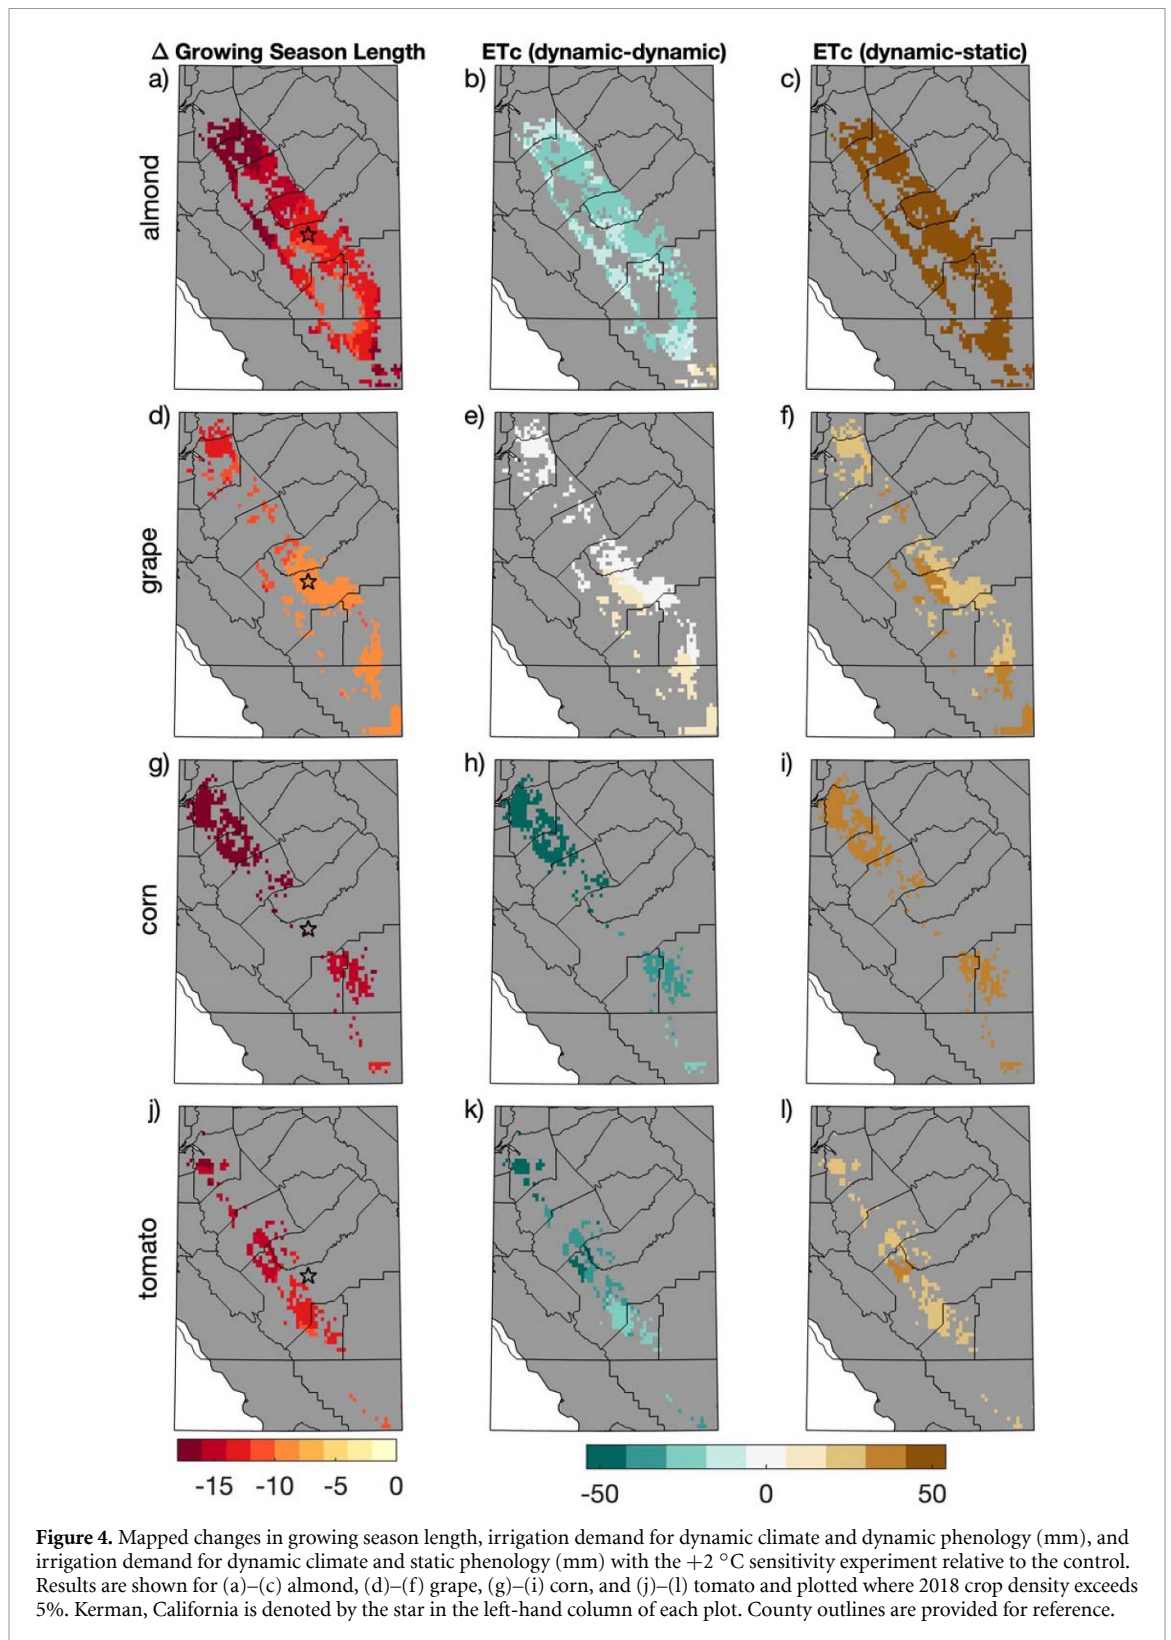 Δ Growing Season Length
ETc (dynamic-dynamic)
ETc (dynamic-static)
a)
b)
c)
almond
d)
e)
f)
grape
g)
h)
i)
corn
j)
k)
l)
tomato
-15 -10 -5 0
-50 0 50
Figure 4. Mapped changes in growing season length, irrigation demand for dynamic climate and dynamic phenology (mm), and
irrigation demand for dynamic climate and static phenology (mm) with the +2 °C sensitivity experiment relative to the control.
Results are shown for (a)–(c) almond, (d)–(f) grape, (g)–(i) corn, and (j)–(l) tomato and plotted where 2018 crop density exceeds
5%. Kerman, California is denoted by the star in the left-hand column of each plot. County outlines are provided for reference.